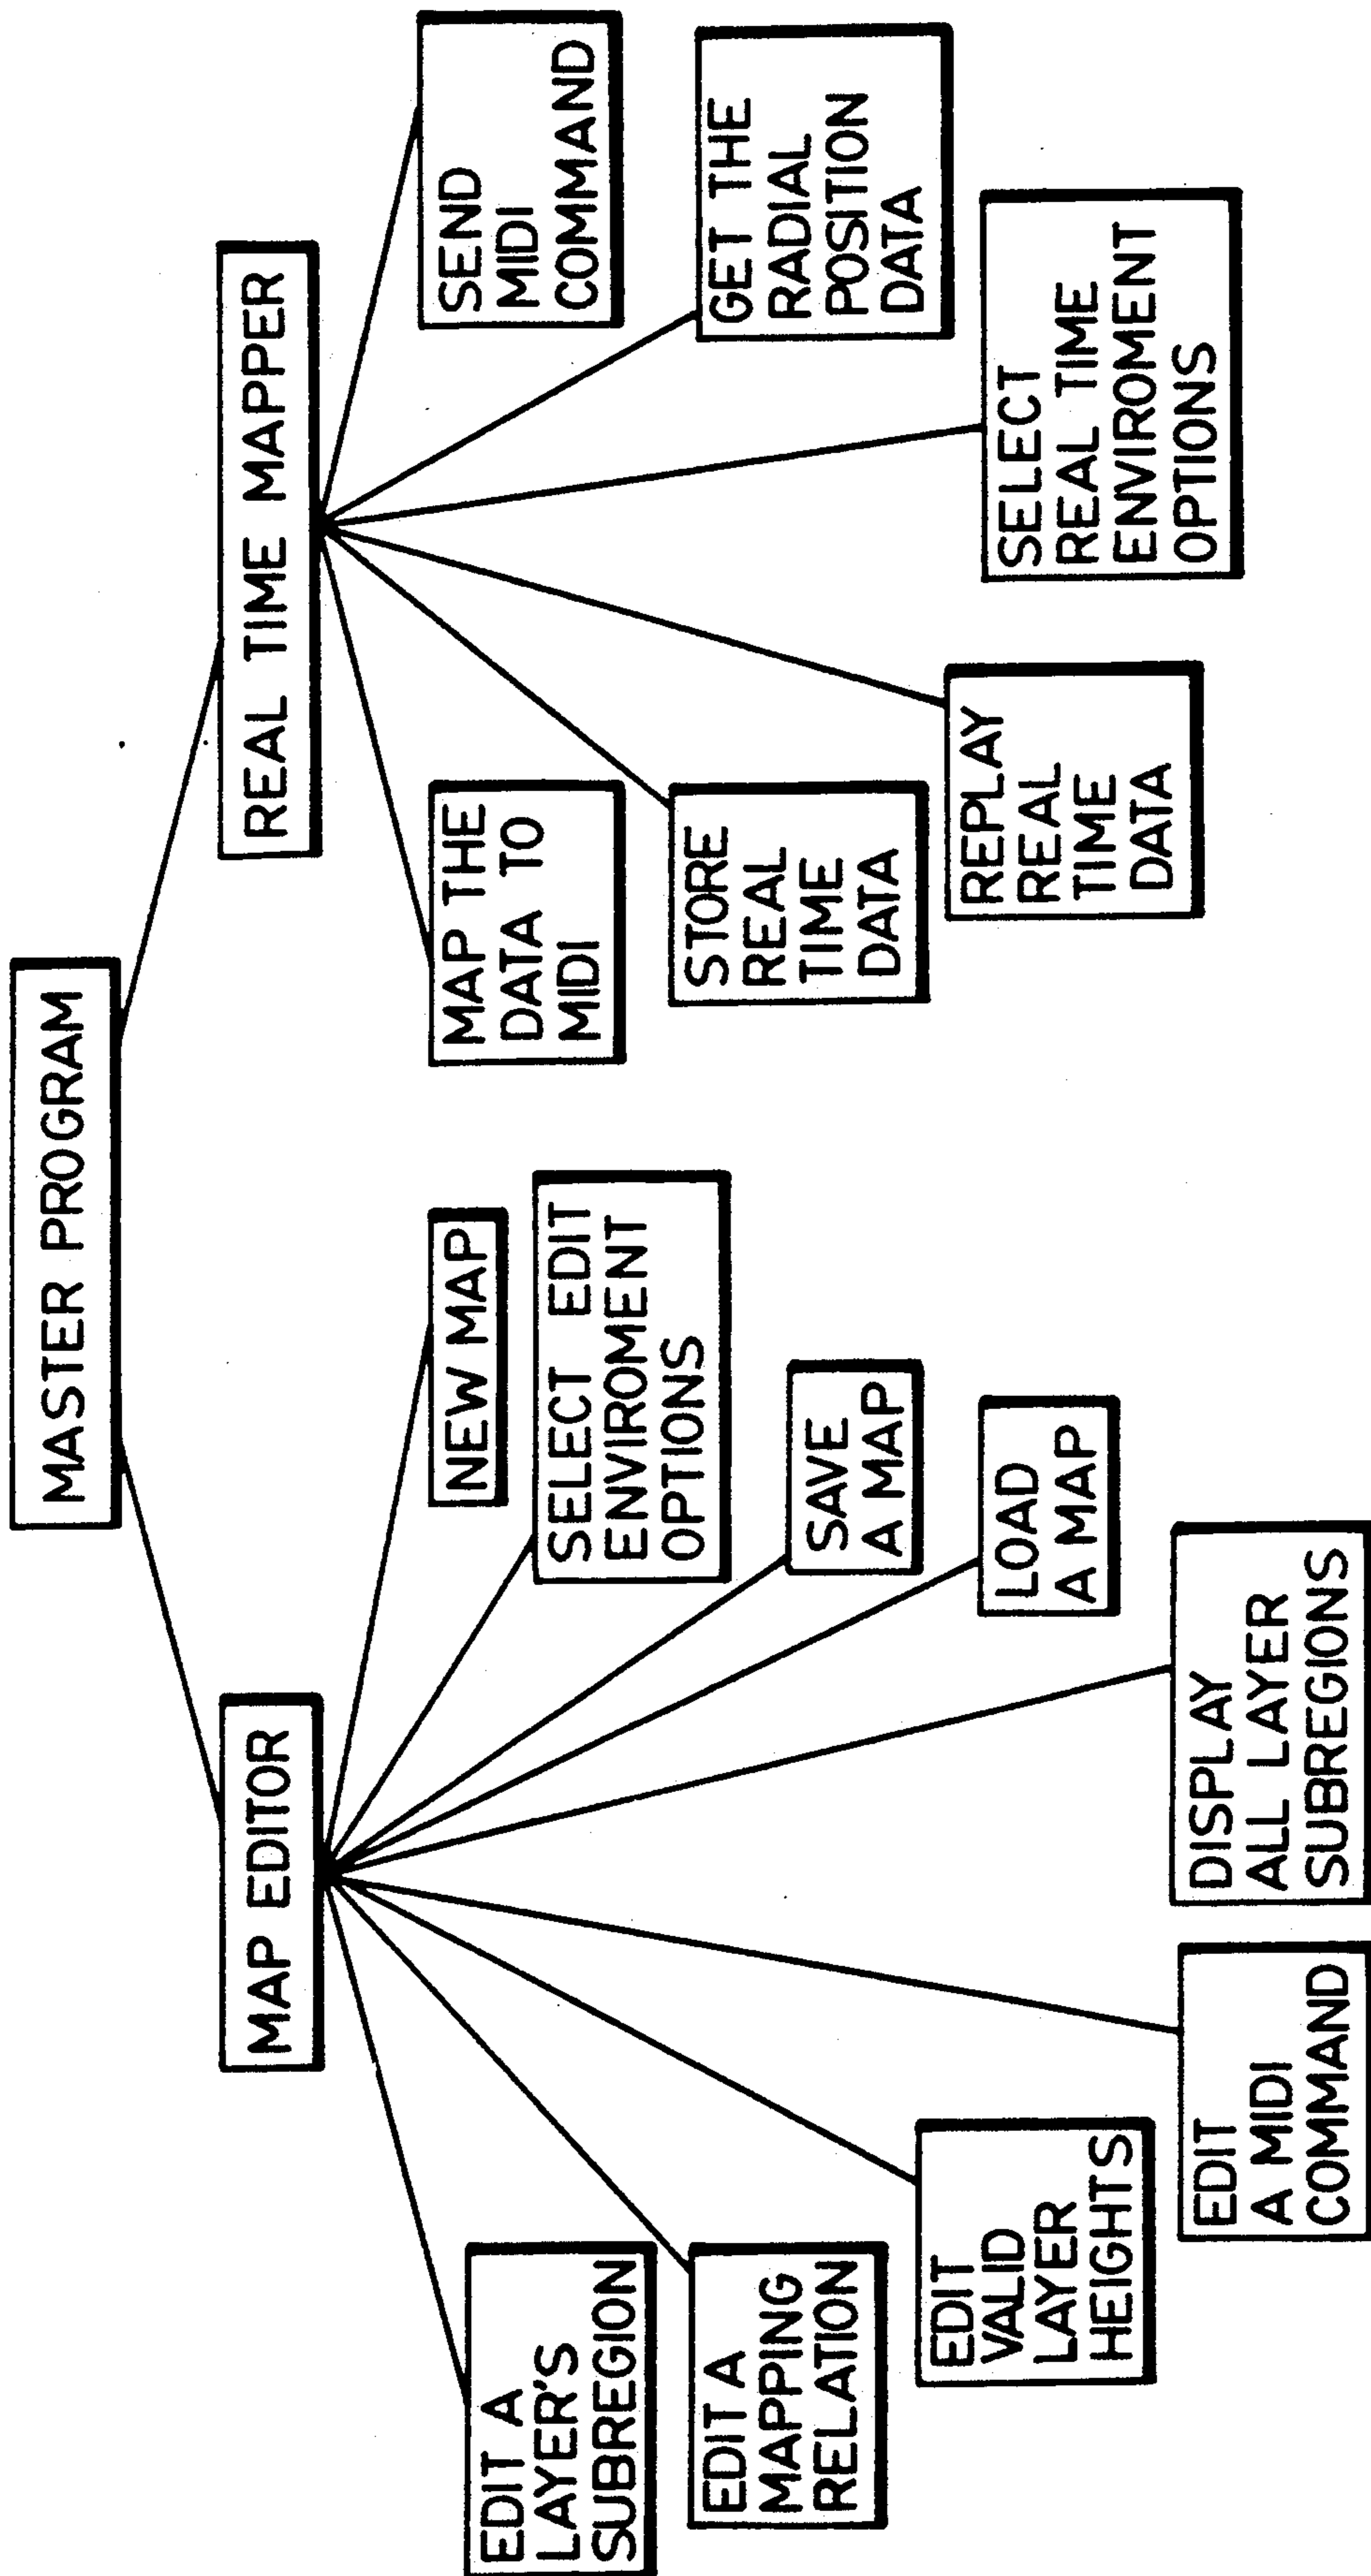 MASTER PROGRAM
MAP EDITOR
REAL TIME MAPPER
EDIT A
LAYER'S
SUBREGION
EDIT A
MAPPING
RELATION
EDIT
VALID
LAYER
HEIGHTS
EDIT
A MIDI
COMMAND
DISPLAY
ALL LAYER
SUBREGIONS
LOAD
A MAP
SAVE
A MAP
SELECT EDIT
ENVIROMENT
OPTIONS
NEW MAP
MAP THE
DATA TO
MIDI
STORE
REAL
TIME
DATA
REPLAY
REAL
TIME
DATA
SELECT
REAL TIME
ENVIROMENT
OPTIONS
GET THE
RADIAL
POSITION
DATA
SEND
MIDI
COMMAND